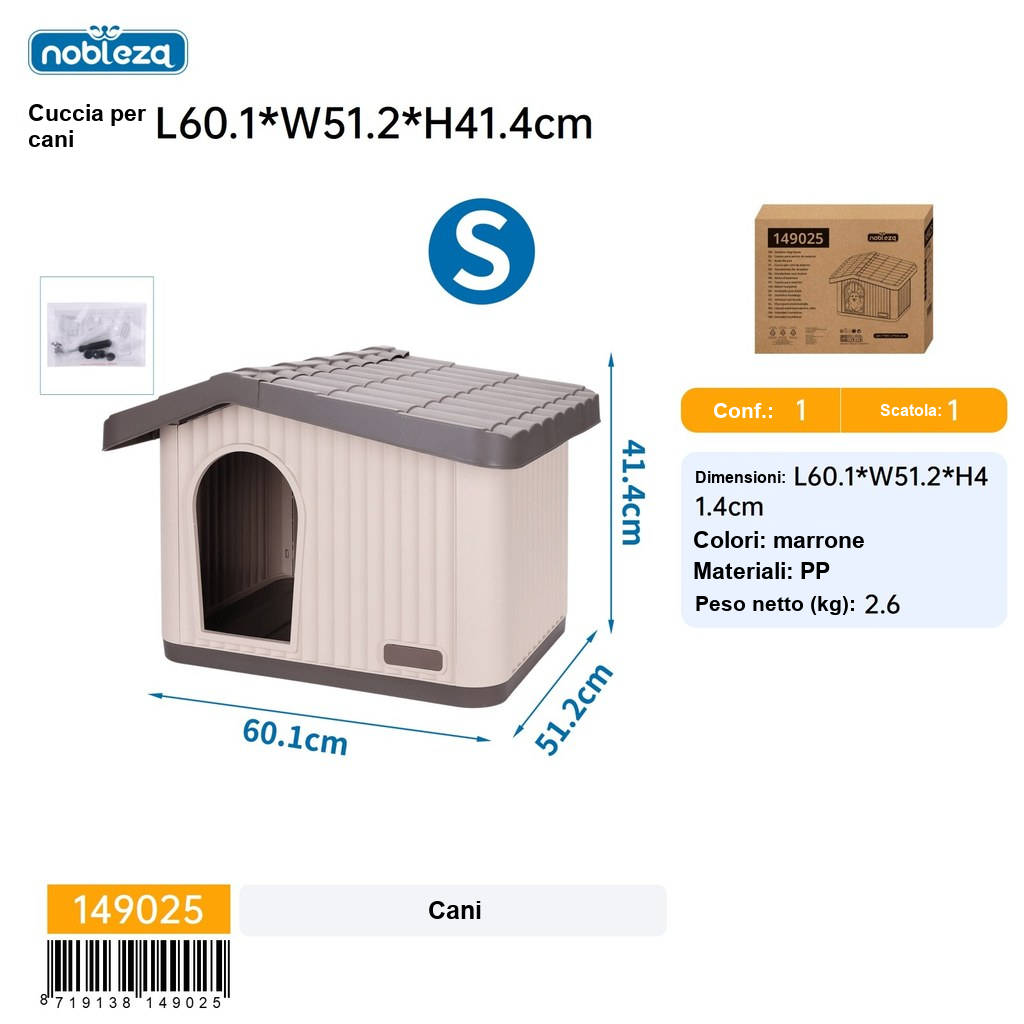 nobleza
Cuccia per
cani
L60.1*W51.2*H41.4cm
S
149025
nobleza
41.4cm
60.1cm
51.2cm
Conf.: 1
Scatola: 1
Dimensioni: L60.1*W51.2*H4
1.4cm
Colori: marrone
Materiali: PP
Peso netto (kg): 2.6
149025
Cani
8 719138 149025